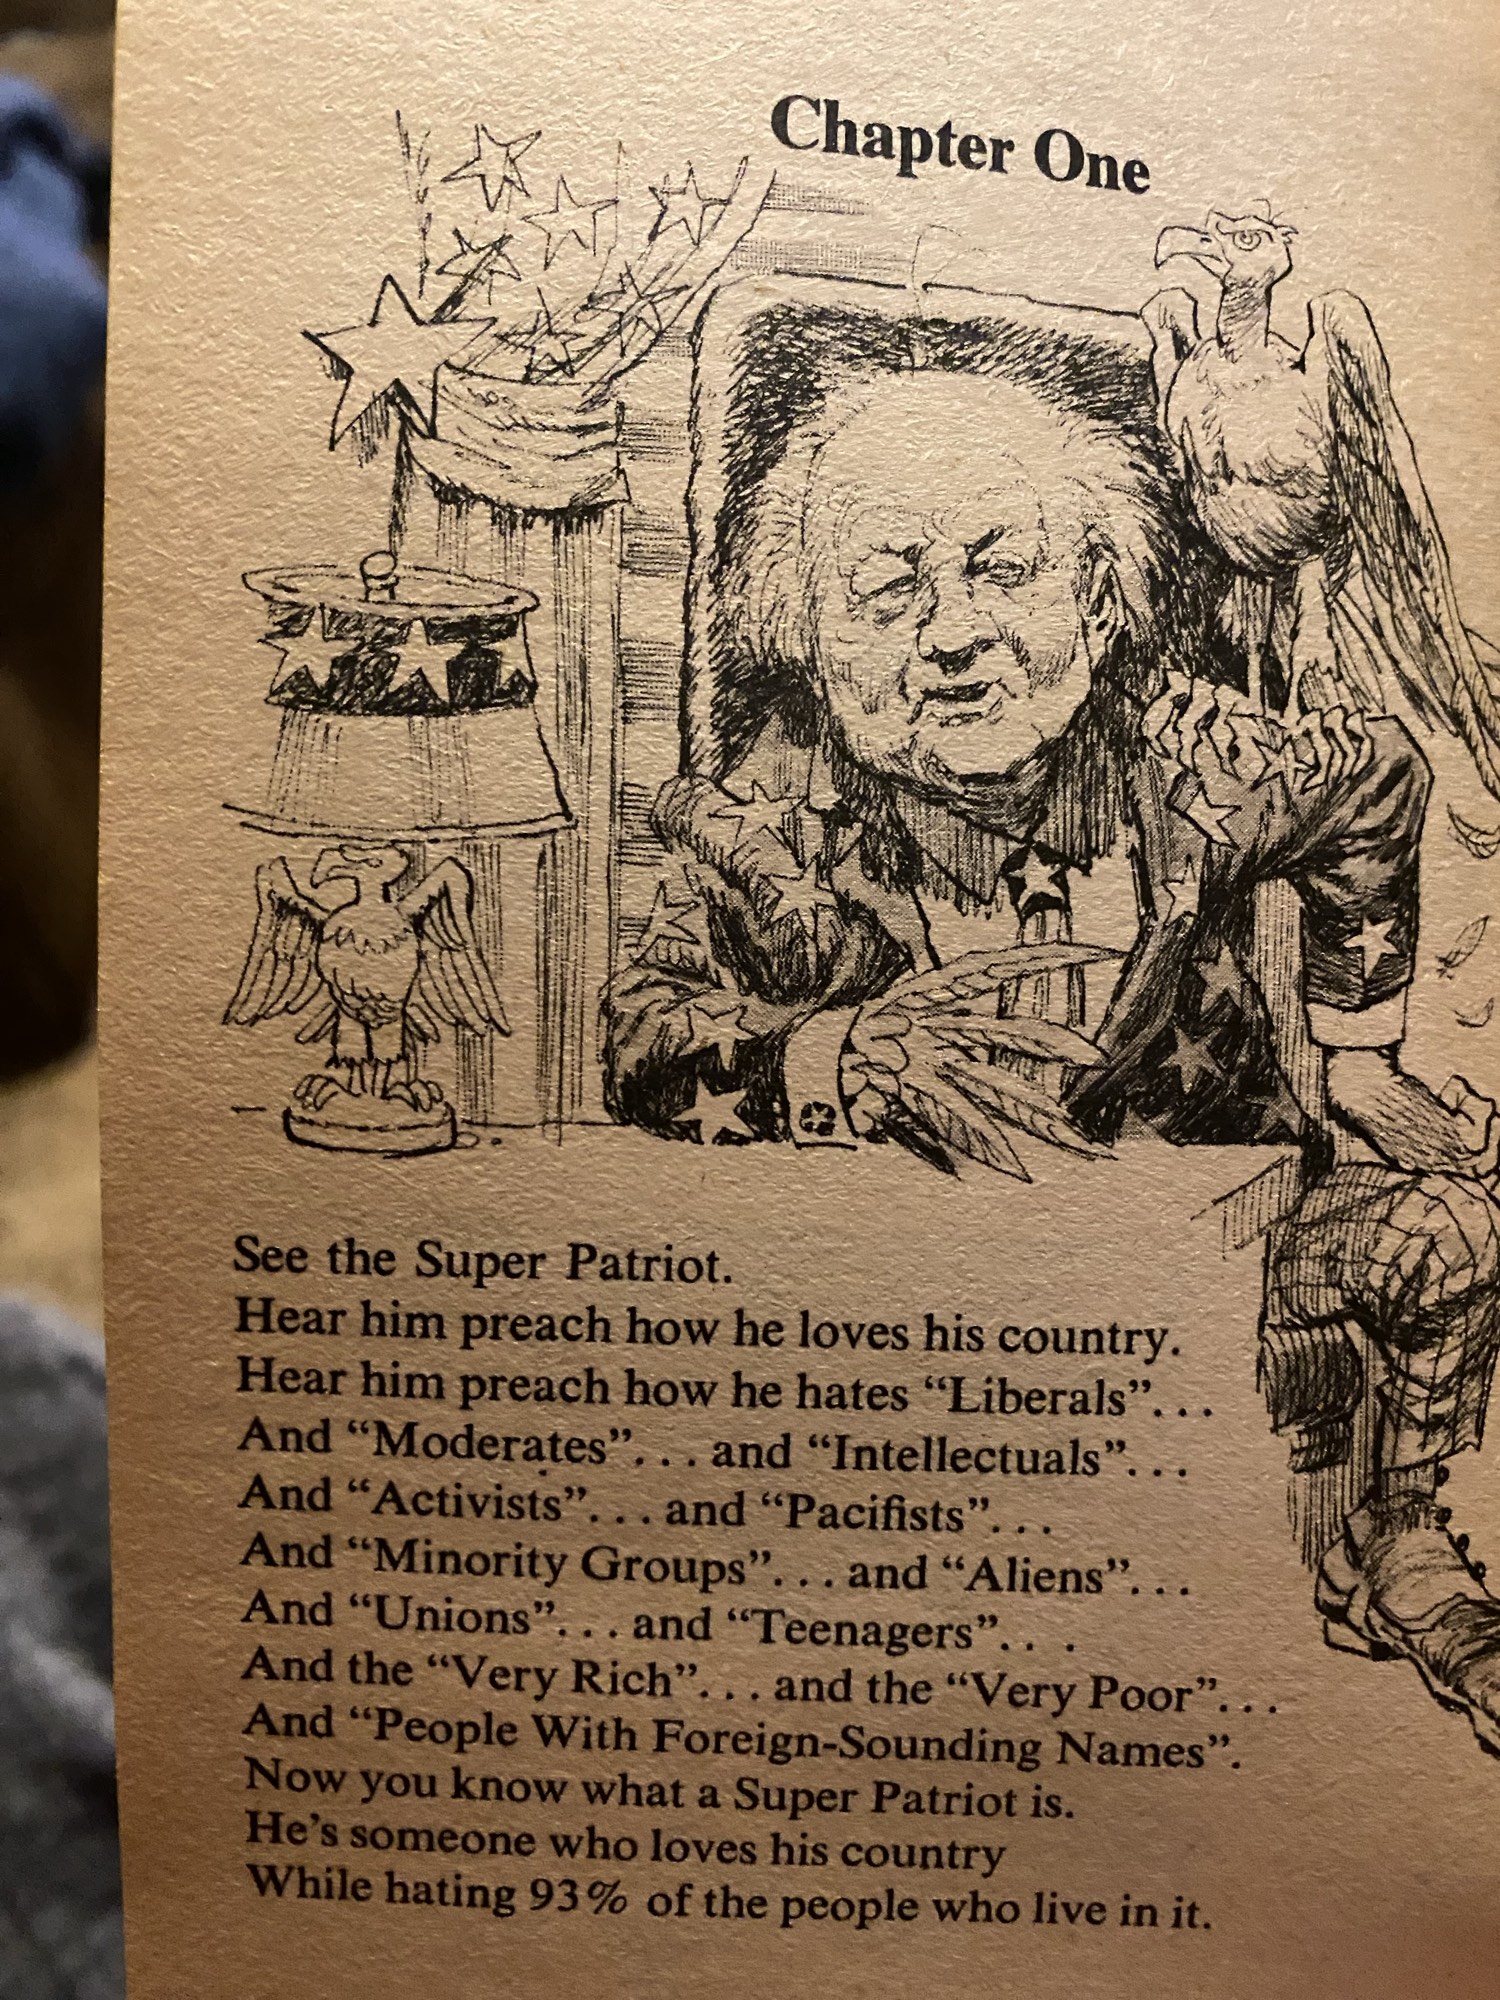 Chapter One
See the Super Patriot.
Hear him preach how he loves his country.
Hear him preach how he hates “Liberals”. . .
And “Moderates”. . . and “Intellectuals”. . .
And “Activists”. . . and “Pacifists”. . .
And “Minority Groups”. . . and “Aliens”. . .
And “Unions”. . . and “Teenagers”. . .
And the “Very Rich”. . . and the “Very Poor”. . .
And “People With Foreign-Sounding Names”.
Now you know what a Super Patriot is.
He’s someone who loves his country
While hating 93% of the people who live in it.